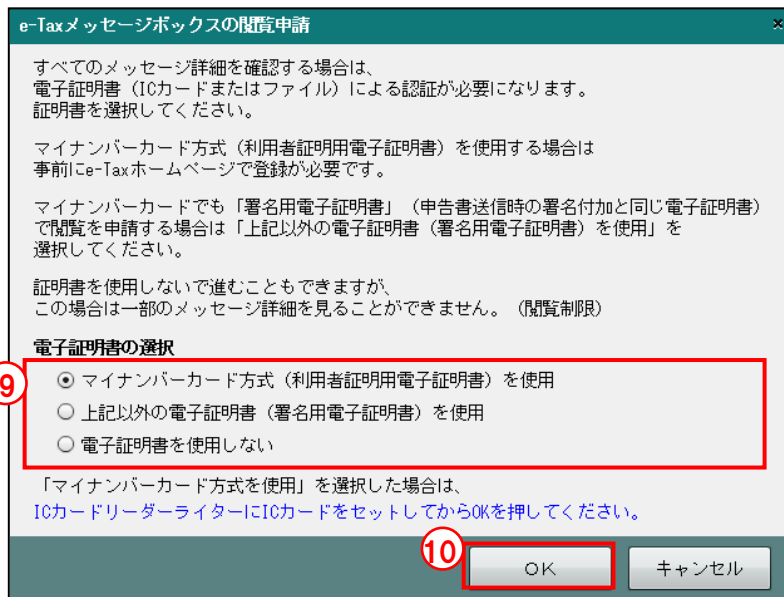 e-Taxメッセージボックスの閲覧申請
×
すべてのメッセージ詳細を確認する場合は、
電子証明書（ICカードまたはファイル）による認証が必要になります。
証明書を選択してください。
マイナンバーカード方式（利用者証明用電子証明書）を使用する場合は
事前にe-Taxホームページで登録が必要です。
マイナンバーカードでも「署名用電子証明書」（申告書送信時の署名付加と同じ電子証明書）
で閲覧を申請する場合は「上記以外の電子証明書（署名用電子証明書）を使用」を
選択してください。
証明書を使用しないで進むこともできますが、
この場合は一部のメッセージ詳細を見ることができません。（閲覧制限）
電子証明書の選択
9
マイナンバーカード方式（利用者証明用電子証明書）を使用
上記以外の電子証明書（署名用電子証明書）を使用
電子証明書を使用しない
「マイナンバーカード方式を使用」を選択した場合は、
ICカードリーダーライターにICカードをセットしてからOKを押してください。
10
OK
キャンセル